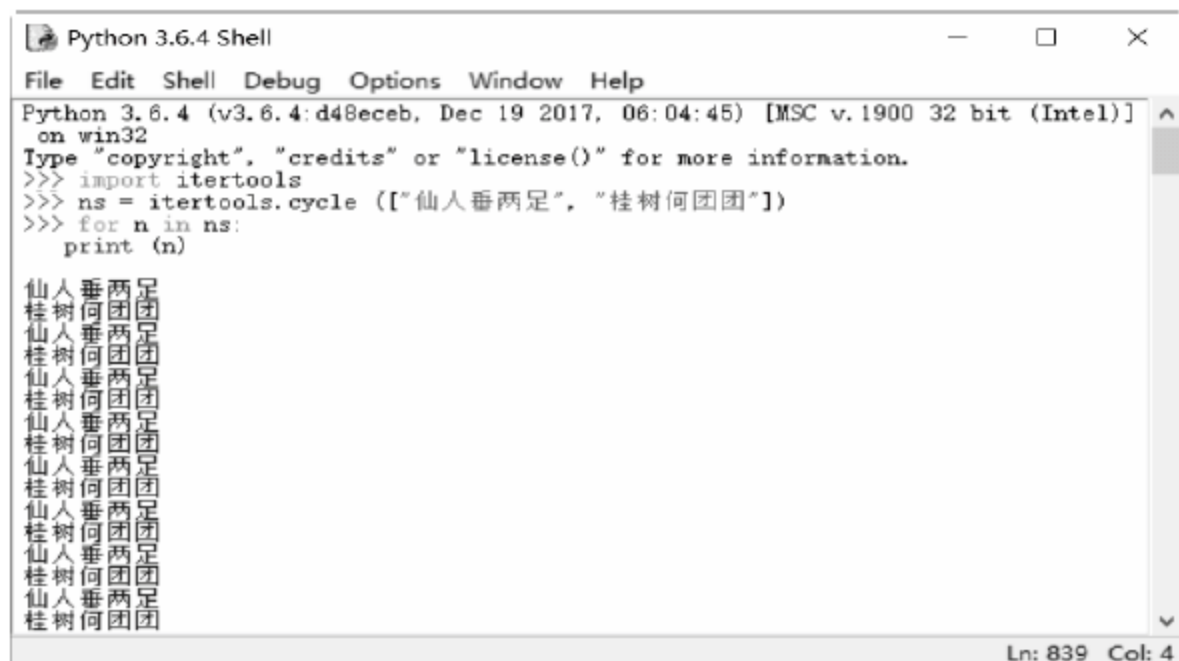 Python 3.6.4 Shell
File Edit Shell Debug Options Window Help
Python 3.6.4 (v3.6.4:d48eceb, Dec 19 2017, 06:04:45) [MSC v.1900 32 bit (Intel)]
on win32
Type "copyright", "credits" or "license()" for more information.
>>> import itertools
>>> ns = itertools.cycle (["仙人垂两足", "桂树何团团"])
>>> for n in ns:
print (n)
仙人垂两足
桂树何团团
仙人垂两足
桂树何团团
仙人垂两足
桂树何团团
仙人垂两足
桂树何团团
仙人垂两足
桂树何团团
仙人垂两足
桂树何团团
仙人垂两足
桂树何团团
仙人垂两足
桂树何团团
Ln: 839 Col: 4